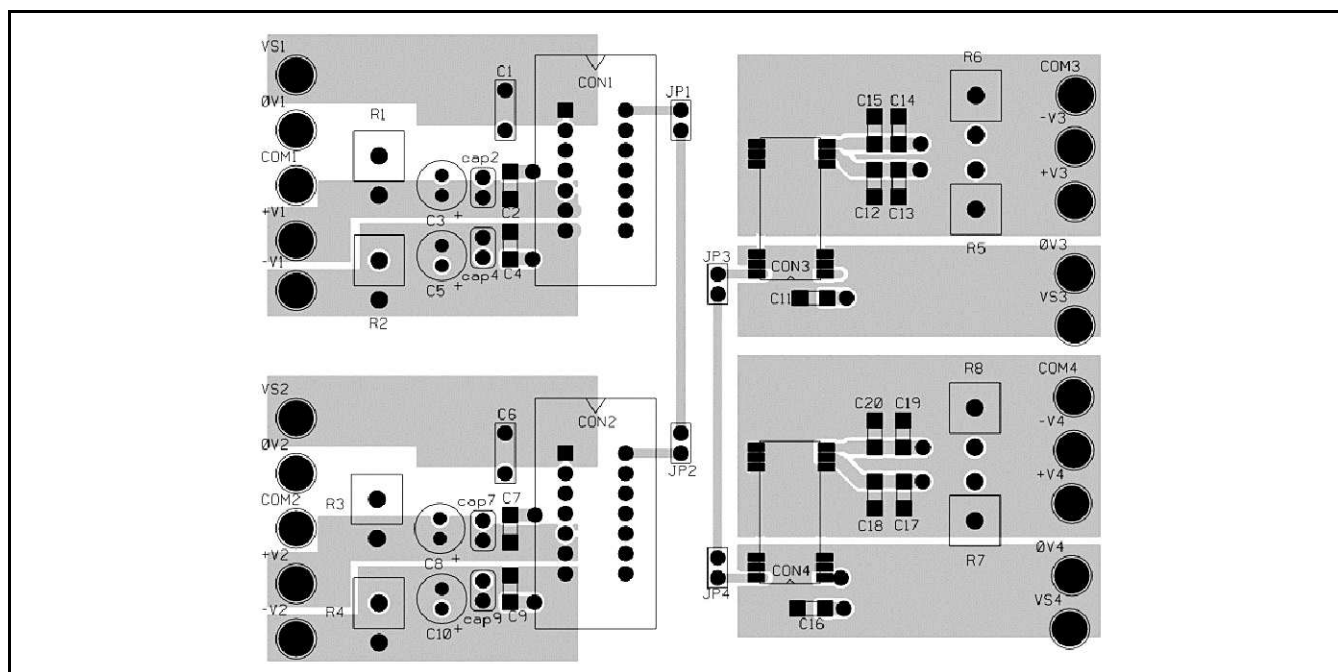 VS1
ØV1
COM1
+V1
-V1
R1
R2
C1
CON1
cap2
C2
C3 +
cap4
C4
C5 +
JP1
JP2
VS2
ØV2
COM2
+V2
-V2
R3
R4
C6
CON2
cap7
C7
C8 +
cap9
C9
C10 +
R6
COM3
-V3
+V3
C15 C14
C12 C13
R5
ØV3
JP3
CON3
C11
VS3
R8
COM4
-V4
+V4
C20 C19
C18 C17
R7
ØV4
JP4
CON4
C16
VS4